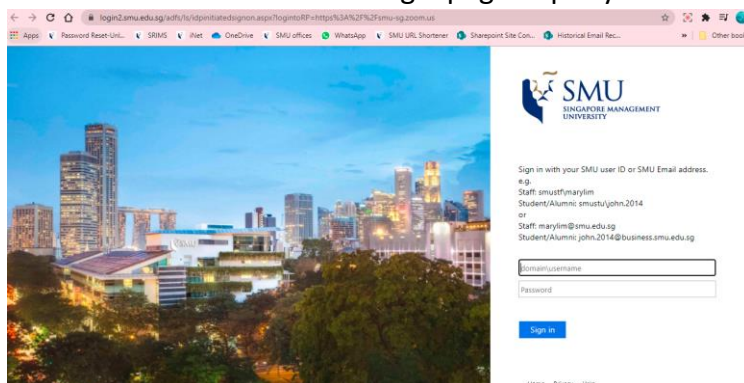 login2.smu.edu.sg/adfs/ls/idpinitiatedsignon.aspx?logintoRP=https%3A%2F%2Fsmu-sg.zoom.us
Apps Password Reset-Uni... SRIMS iNet OneDrive SMU offices WhatsApp SMU URL Shortener Sharepoint Site Con... Historical Email Rec... » Other boo
SMU
SINGAPORE MANAGEMENT
UNIVERSITY
SMU
Sign in with your SMU user ID or SMU Email address.
e.g.
Staff: smustf\marylim
Student/Alumni: smustu\john.2014
or
Staff: marylim@smu.edu.sg
Student/Alumni: john.2014@business.smu.edu.sg
domain\username
Password
Sign in